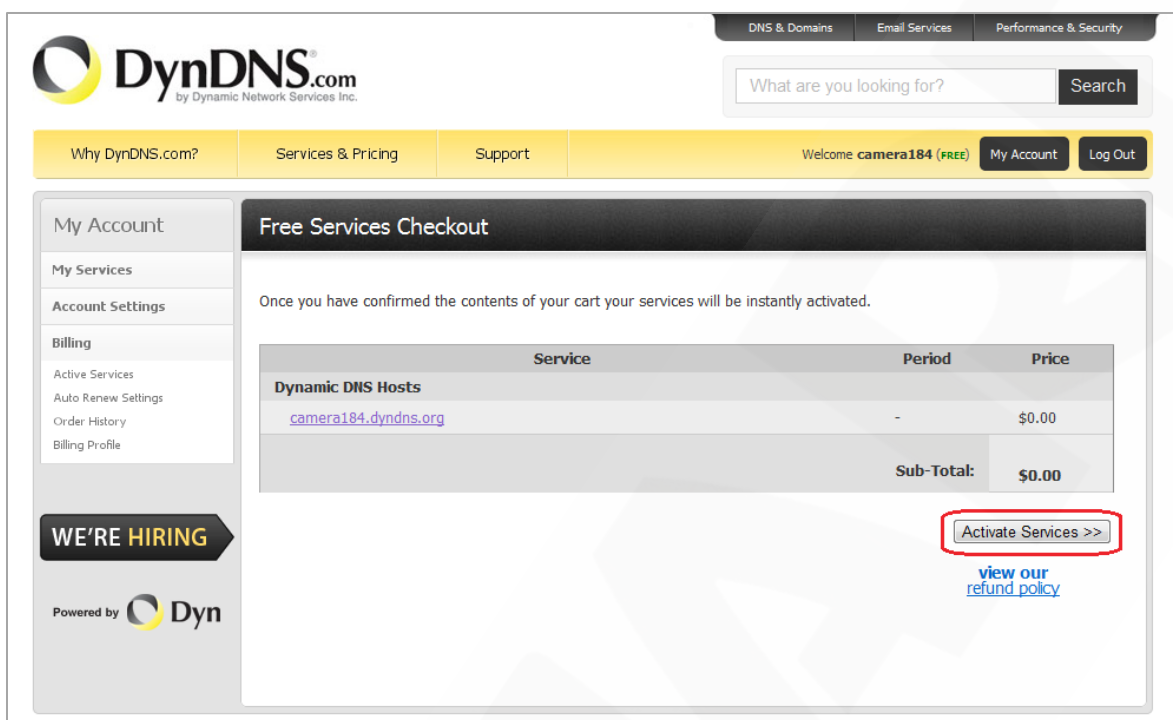 DNS & Domains Email Services Performance & Security
DynDNS.com
by Dynamic Network Services Inc.
What are you looking for? Search
Why DynDNS.com? Services & Pricing Support Welcome camera184 (FREE) My Account Log Out
My Account
My Services
Account Settings
Billing
Active Services
Auto Renew Settings
Order History
Billing Profile
WE'RE HIRING
Powered by Dyn
Free Services Checkout
Once you have confirmed the contents of your cart your services will be instantly activated.
Service Period Price
Dynamic DNS Hosts
camera184.dyndns.org - $0.00
Sub-Total: $0.00
Activate Services >>
view our
refund policy